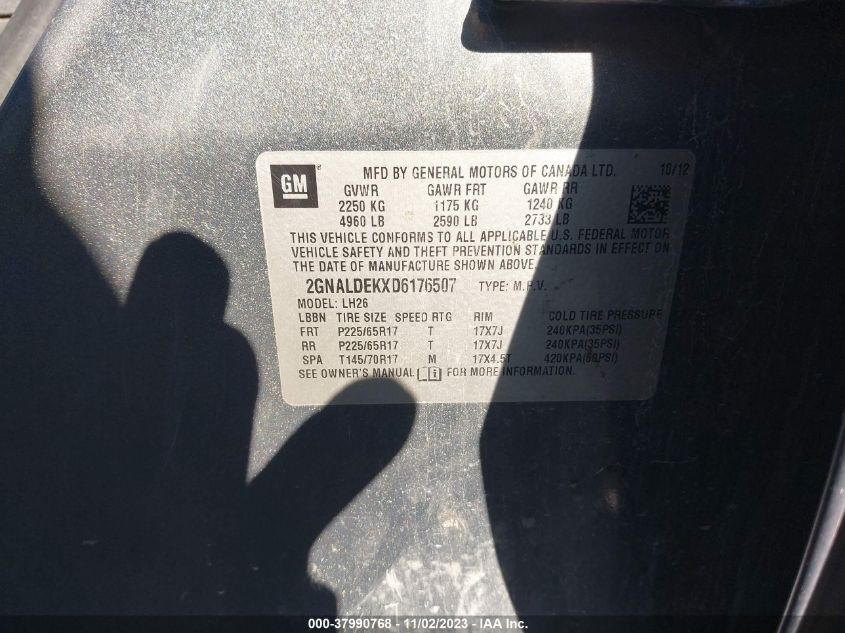 GM
®
MFD BY GENERAL MOTORS OF CANADA LTD. 10/12
GVWR GAWR FRT GAWR RR
2250 KG 1175 KG 1240 KG
4960 LB 2590 LB 2733 LB
THIS VEHICLE CONFORMS TO ALL APPLICABLE U.S. FEDERAL MOTOR
VEHICLE SAFETY AND THEFT PREVENTION STANDARDS IN EFFECT ON
THE DATE OF MANUFACTURE SHOWN ABOVE.
2GNALDEKXD6176507 TYPE: M.P.V.
MODEL: LH26
LBBN TIRE SIZE SPEED RTG RIM COLD TIRE PRESSURE
FRT P225/65R17 T 17X7J 240KPA(35PSI)
RR P225/65R17 T 17X7J 240KPA(35PSI)
SPA T145/70R17 M 17X4.5T 420KPA(60PSI)
SEE OWNER'S MANUAL FOR MORE INFORMATION.
000-37990768 - 11/02/2023 - IAA Inc.